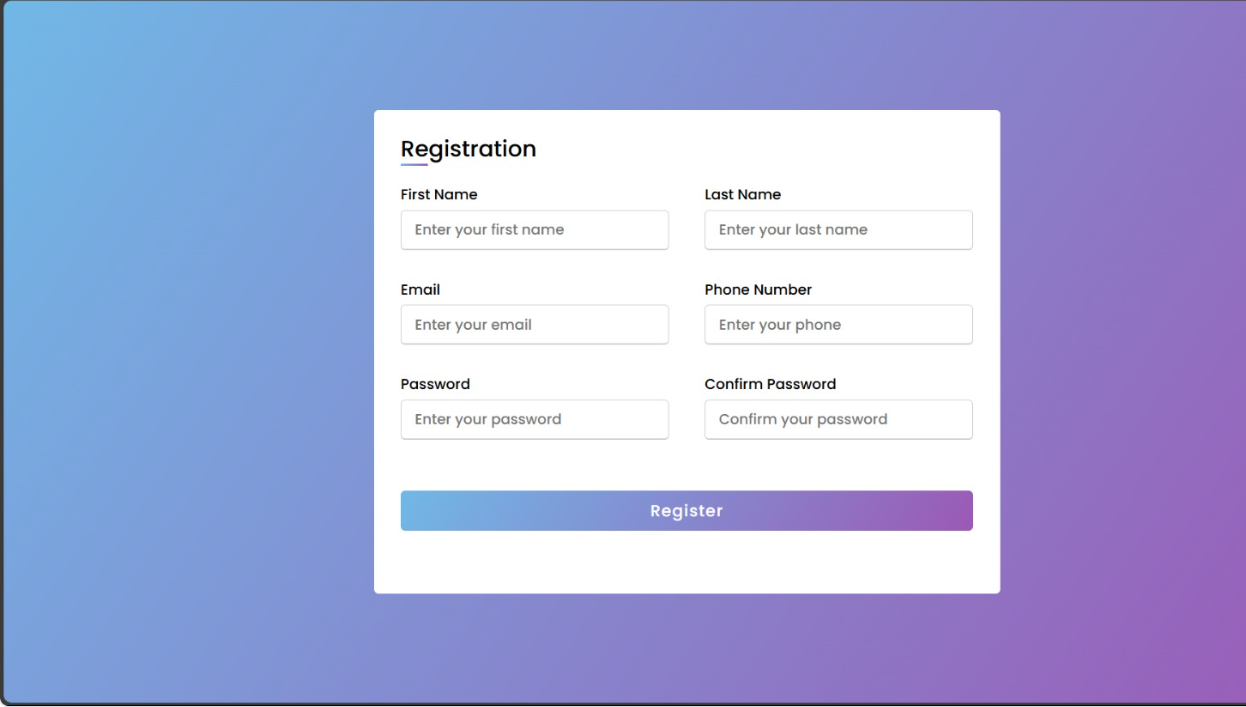 Registration
First Name Last Name
Enter your first name Enter your last name
Email Phone Number
Enter your email Enter your phone
Password Confirm Password
Enter your password Confirm your password
Register